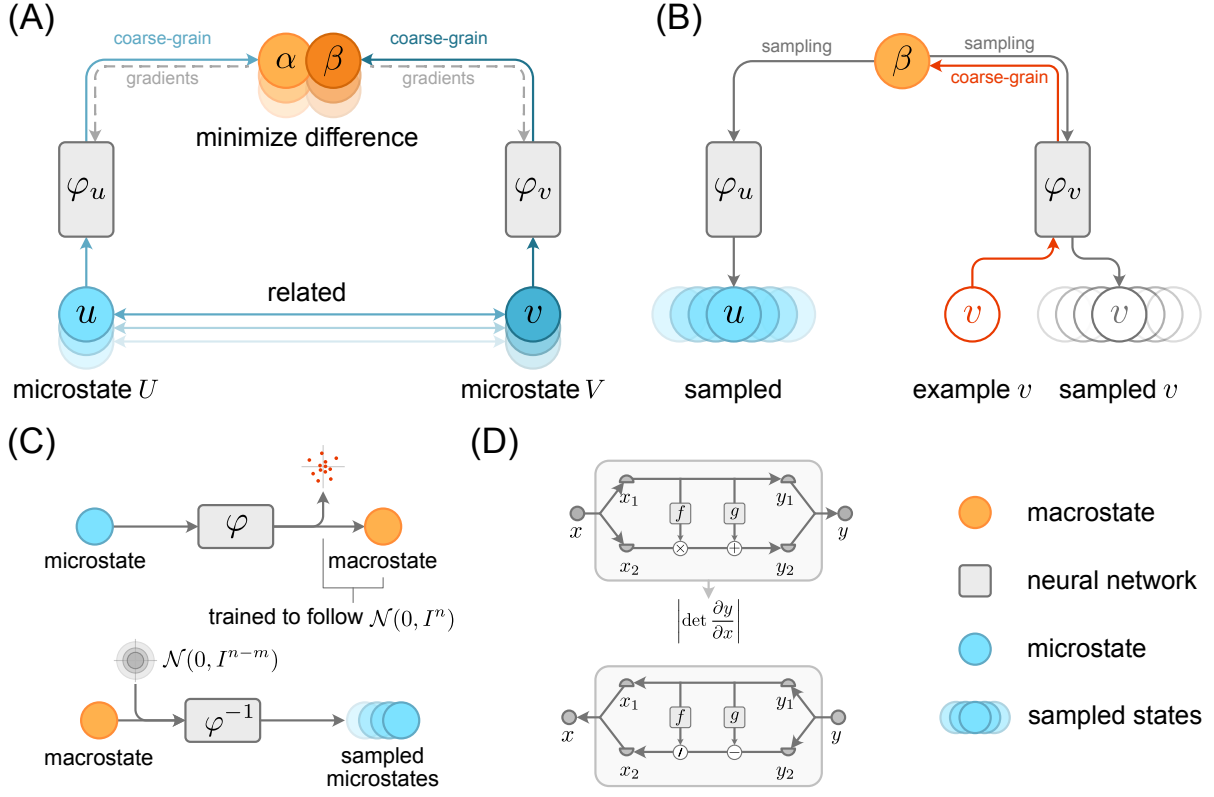 (A)
coarse-grain
gradients
α
β
coarse-grain
gradients
minimize difference
φu
φv
u
related
v
microstate U
microstate V
(B)
sampling
sampling
β
coarse-grain
φu
φv
u
v
v
sampled
example v
sampled v
(C)
φ
microstate
macrostate
trained to follow N(0, Iⁿ)
N(0, Iⁿ⁻ᵐ)
φ⁻¹
macrostate
sampled
microstates
(D)
x₁
y₁
f
g
x
y
×
+
x₂
y₂
|det ∂y/∂x|
x₁
y₁
f
g
x
y
/
−
x₂
y₂
macrostate
neural network
microstate
sampled states